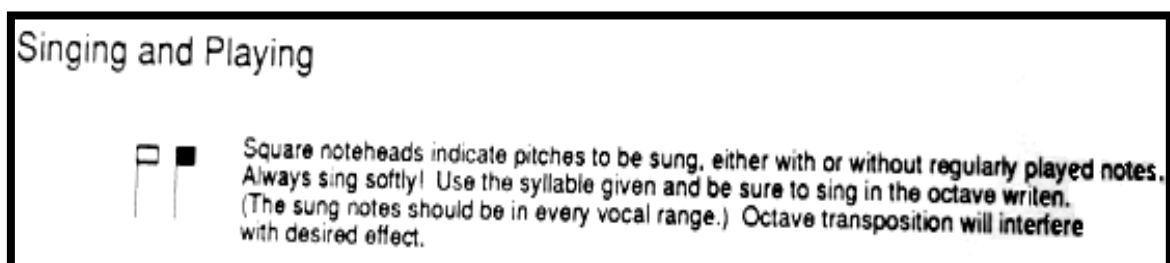 Singing and Playing
Square noteheads indicate pitches to be sung, either with or without regularly played notes.
Always sing softly! Use the syllable given and be sure to sing in the octave writen.
(The sung notes should be in every vocal range.) Octave transposition will interfere
with desired effect.